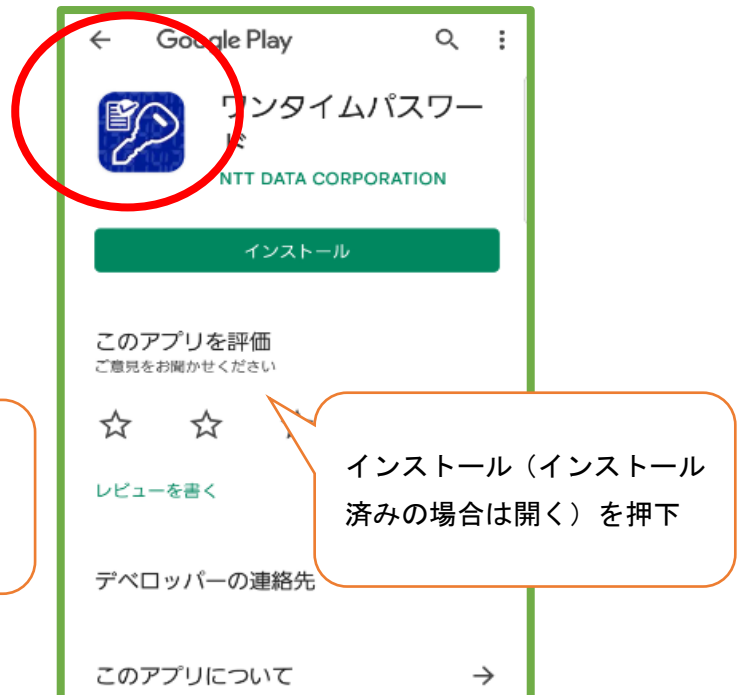 Google Play
ワンタイムパスワー
ド
NTT DATA CORPORATION
インストール
このアプリを評価
ご意見をお聞かせください
レビューを書く
インストール（インストール
済みの場合は開く）を押下
デベロッパーの連絡先
このアプリについて